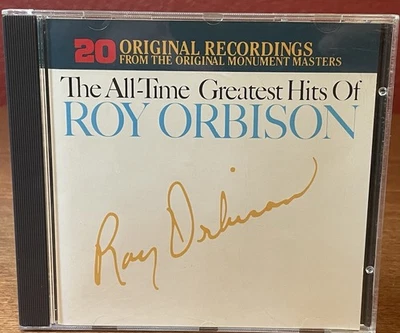 20 ORIGINAL RECORDINGS
FROM THE ORIGINAL MONUMENT MASTERS
The All-Time Greatest Hits Of
ROY ORBISON
Roy Orbison